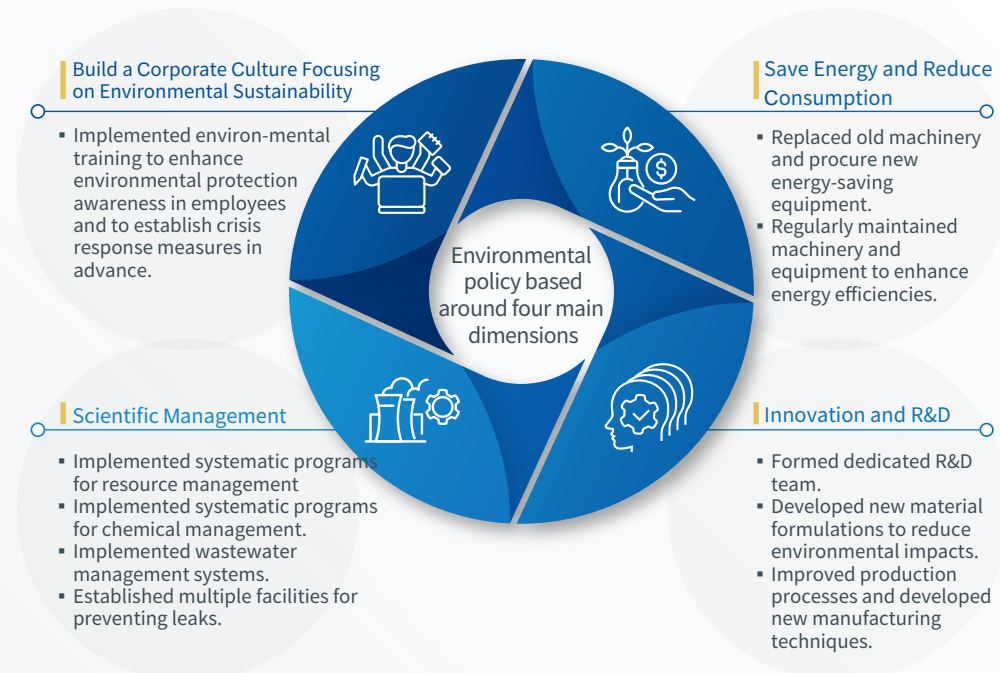 Build a Corporate Culture Focusing
on Environmental Sustainability
▪ Implemented environ-mental
training to enhance
environmental protection
awareness in employees
and to establish crisis
response measures in
advance.
Save Energy and Reduce
Consumption
▪ Replaced old machinery
and procure new
energy-saving
equipment.
▪ Regularly maintained
machinery and
equipment to enhance
energy efficiencies.
Environmental
policy based
around four main
dimensions
$
Scientific Management
▪ Implemented systematic programs
for resource management
▪ Implemented systematic programs
for chemical management.
▪ Implemented wastewater
management systems.
▪ Established multiple facilities for
preventing leaks.
Innovation and R&D
▪ Formed dedicated R&D
team.
▪ Developed new material
formulations to reduce
environmental impacts.
▪ Improved production
processes and developed
new manufacturing
techniques.